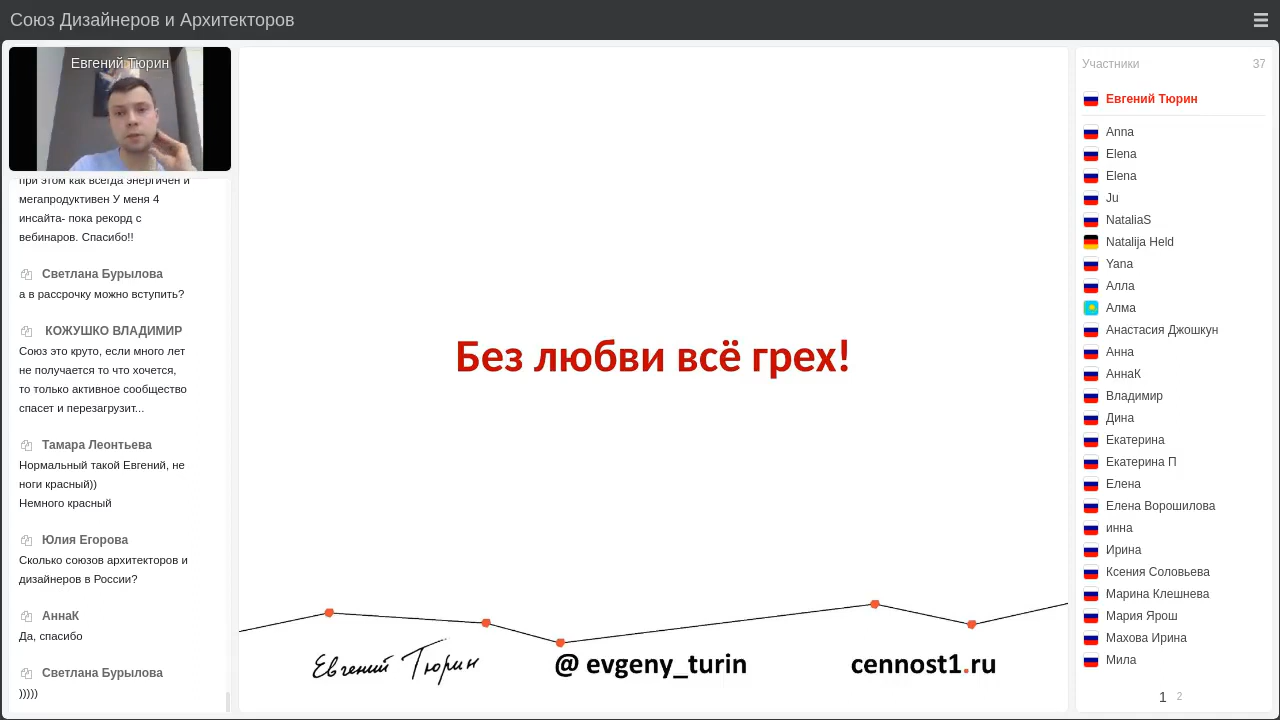 Союз Дизайнеров и Архитекторов
Евгений Тюрин
при этом как всегда энергичен и
мегапродуктивен У меня 4
инсайта- пока рекорд с
вебинаров. Спасибо!!
Светлана Бурылова
а в рассрочку можно вступить?
КОЖУШКО ВЛАДИМИР
Союз это круто, если много лет
не получается то что хочется,
то только активное сообщество
спасет и перезагрузит...
Тамара Леонтьева
Нормальный такой Евгений, не
ноги красный))
Немного красный
Юлия Егорова
Сколько союзов архитекторов и
дизайнеров в России?
АннаК
Да, спасибо
Светлана Бурылова
)))))
Без любви всё грех!
Евгений Тюрин
@ evgeny_turin
cennost1.ru
Участники 37
Евгений Тюрин
Anna
Elena
Elena
Ju
NataliaS
Natalija Held
Yana
Алла
Алма
Анастасия Джошкун
Анна
АннаК
Владимир
Дина
Екатерина
Екатерина П
Елена
Елена Ворошилова
инна
Ирина
Ксения Соловьева
Марина Клешнева
Мария Ярош
Махова Ирина
Мила
1 2